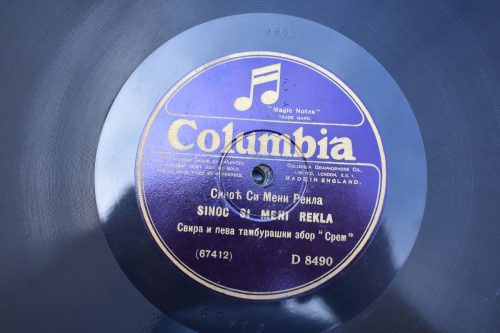 "Magic Notes"
TRADE MARK.
Columbia
COLUMBIA GRAPHOPHONE CO.,
LIMITED, LONDON. E.C. 1.
MADE IN ENGLAND.
Синоћ Си Мени Рекла
SINOC SI MENI REKLA
Свира и пева тамбурашки збор "Срем"
(67412)
D 8490